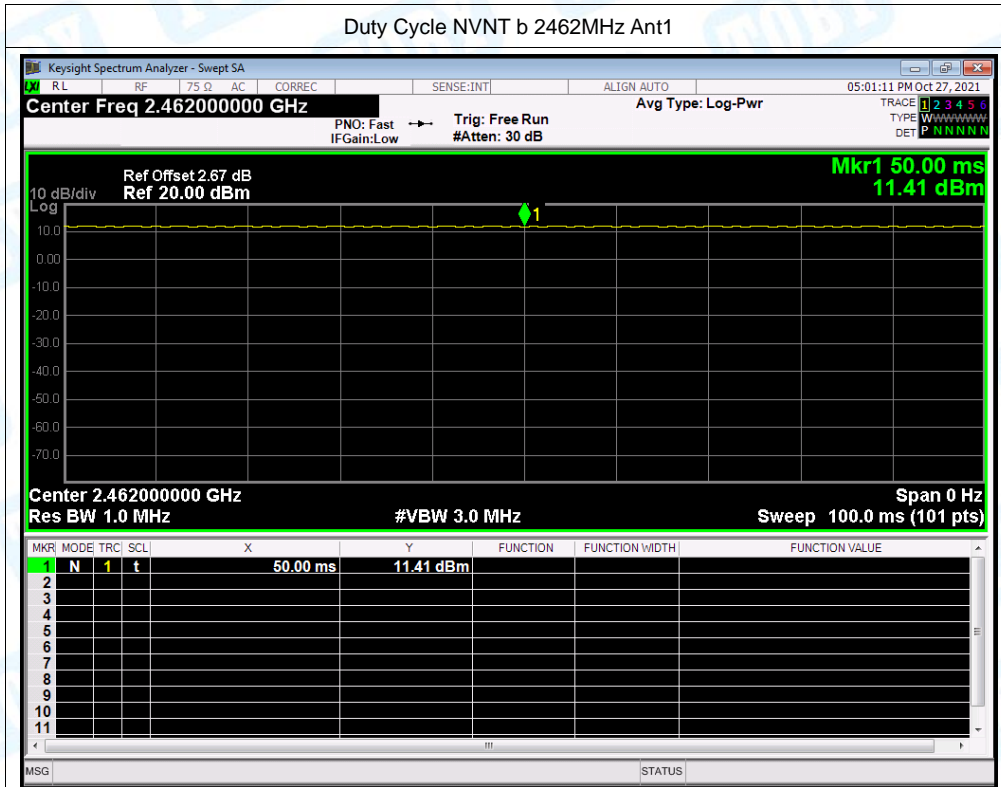 Duty Cycle NVNT b 2462MHz Ant1
Keysight Spectrum Analyzer - Swept SA
LXI RL RF 75 Ω AC CORREC SENSE:INT ALIGN AUTO 05:01:11 PM Oct 27, 2021
Center Freq 2.462000000 GHz Avg Type: Log-Pwr TRACE 1 2 3 4 5 6
PNO: Fast Trig: Free Run TYPE WWWWWW
IFGain:Low #Atten: 30 dB DET P N N N N N
Mkr1 50.00 ms
Ref Offset 2.67 dB
10 dB/div Ref 20.00 dBm 11.41 dBm
Log
1
10.0
0.00
-10.0
-20.0
-30.0
-40.0
-50.0
-60.0
-70.0
Center 2.462000000 GHz Span 0 Hz
Res BW 1.0 MHz #VBW 3.0 MHz Sweep 100.0 ms (101 pts)
MKR MODE TRC SCL X Y FUNCTION FUNCTION WIDTH FUNCTION VALUE
1 N 1 t 50.00 ms 11.41 dBm
2
3
4
5
6
7
8
9
10
11
MSG STATUS